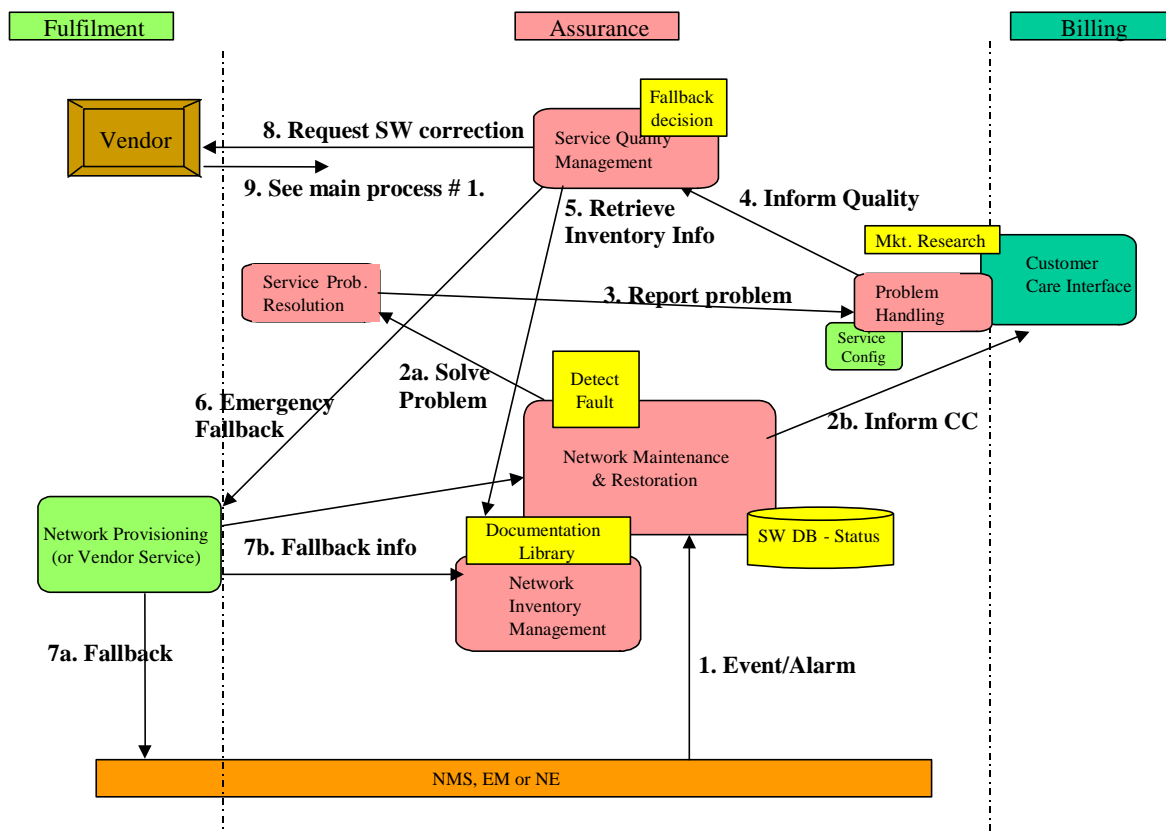 Fulfilment
Assurance
Billing
Vendor
8. Request SW correction
9. See main process # 1.
Fallback
decision
Service Quality
Management
5. Retrieve
Inventory Info
4. Inform Quality
Mkt. Research
Customer
Care Interface
Service Prob.
Resolution
3. Report problem
Problem
Handling
Service
Config
2a. Solve
Problem
Detect
Fault
6. Emergency
Fallback
2b. Inform CC
Network Maintenance
& Restoration
Network Provisioning
(or Vendor Service)
7b. Fallback info
Documentation
Library
SW DB - Status
Network
Inventory
Management
7a. Fallback
1. Event/Alarm
NMS, EM or NE